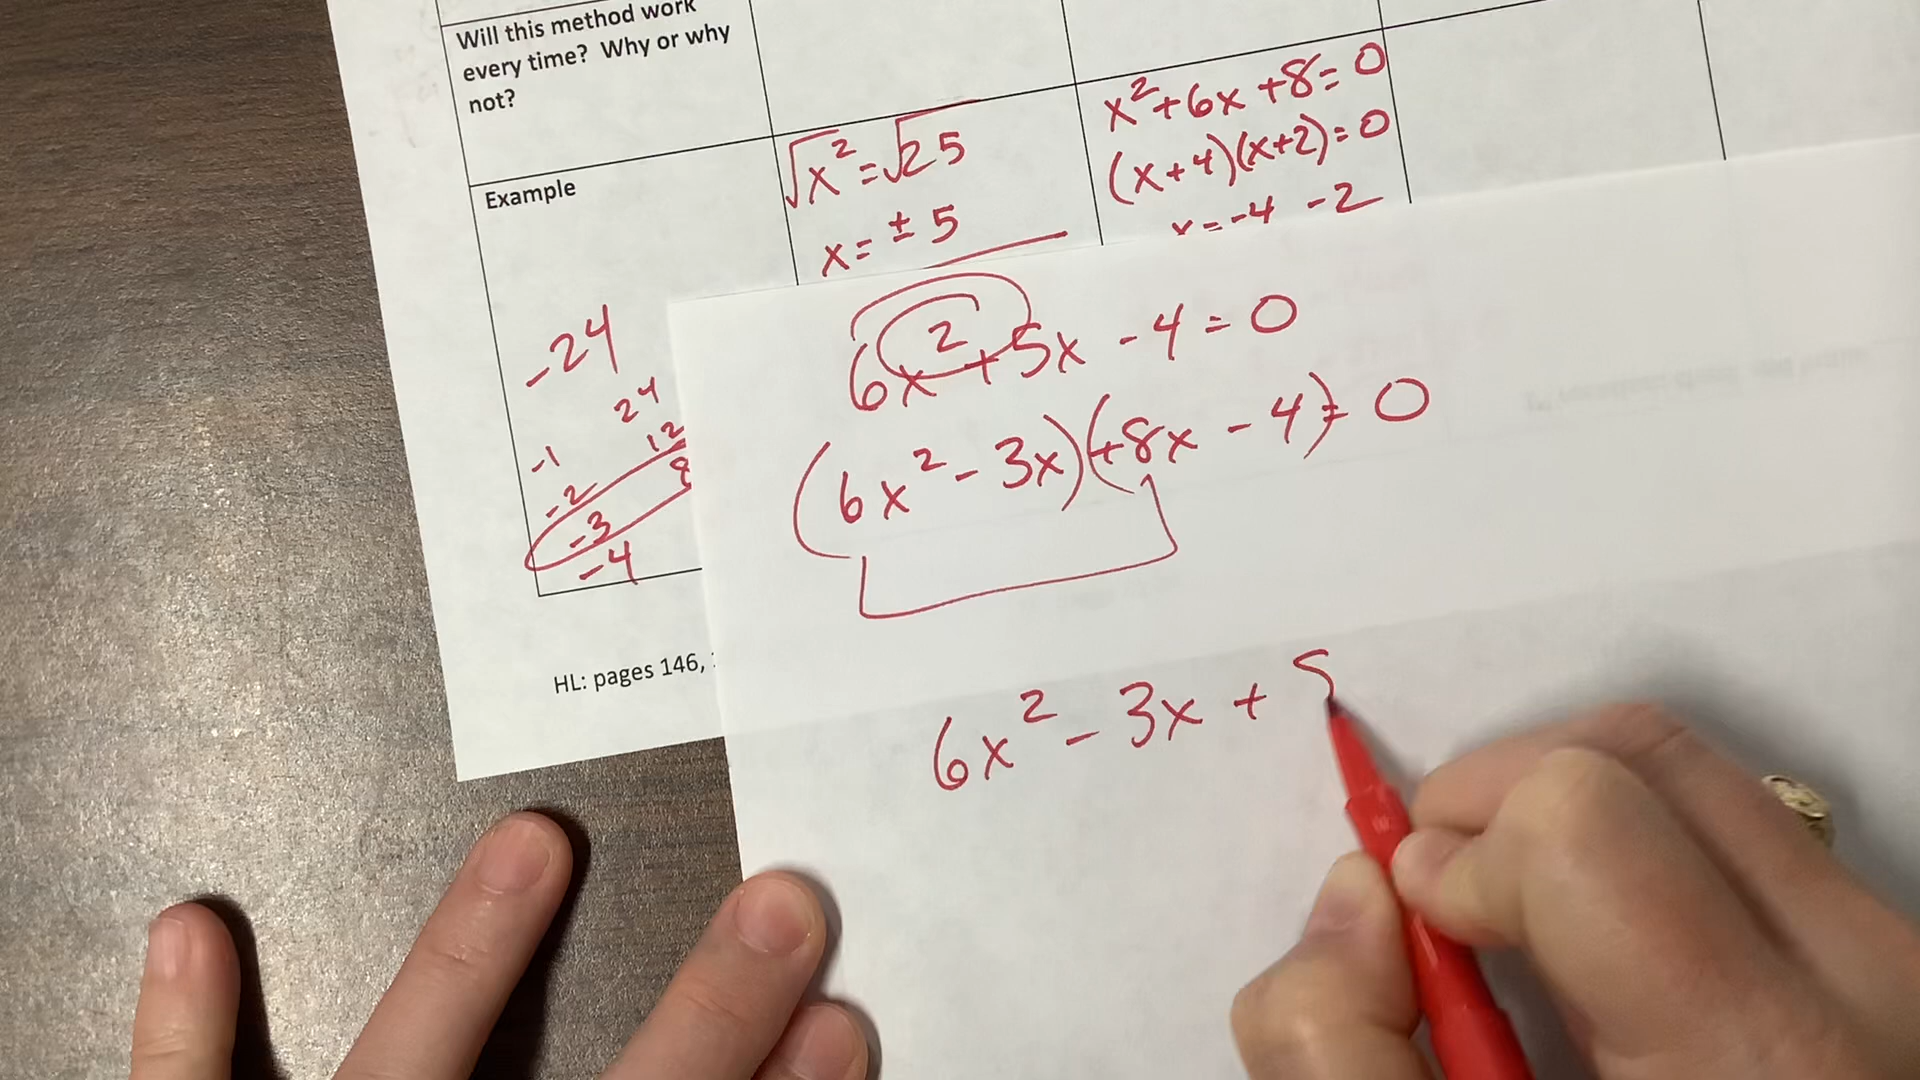 Will this method work
every time? Why or why
not?
Example
√x² = √25
x = ± 5
x² + 6x + 8 = 0
(x + 4)(x + 2) = 0
x = -4 -2
-24
24
-1 12
-2 8
-3
-4
6x² + 5x - 4 = 0
(6x² - 3x)(+8x - 4) = 0
6x² - 3x +
HL: pages 146,